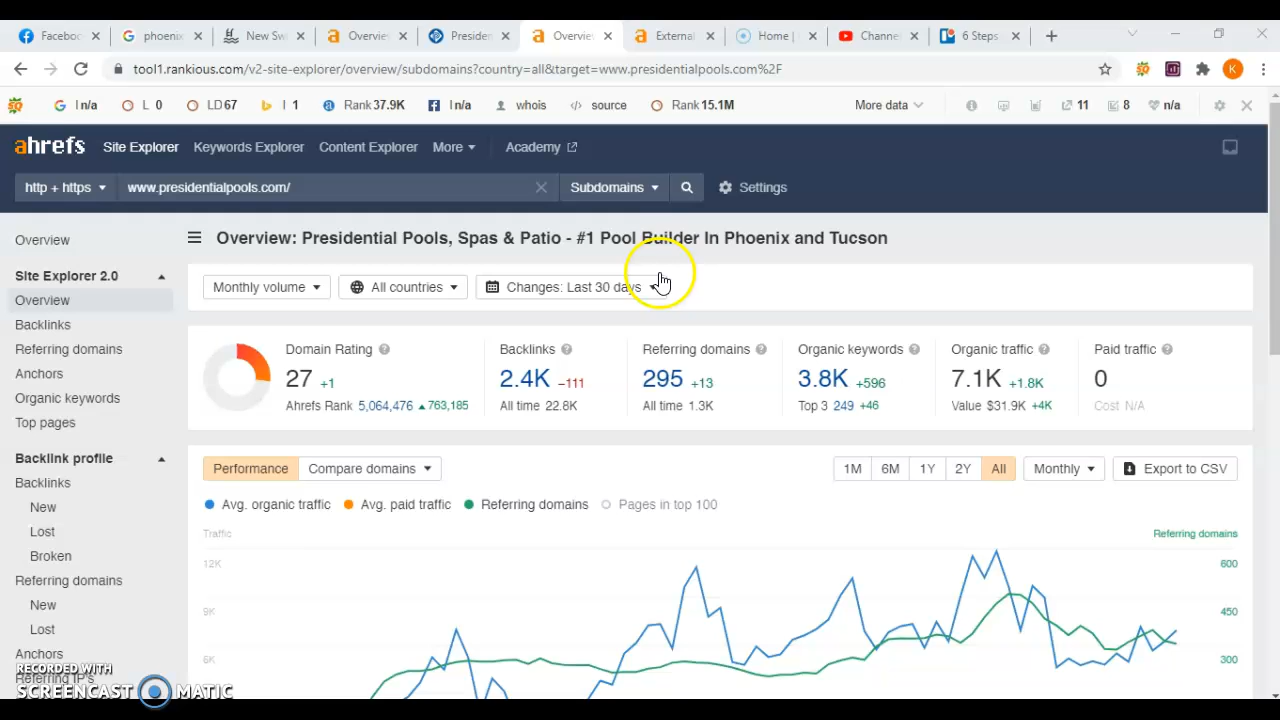 Facebo
phoenix
New Sw
Overvie
Presiden
Overvie
External
Home |
Channe
6 Steps
tool1.rankious.com/v2-site-explorer/overview/subdomains?country=all&target=www.presidentialpools.com%2F
K
I n/a
L 0
LD 67
I 1
Rank 37.9K
I n/a
whois
source
Rank 15.1M
More data
11
8
n/a
ahrefs
Site Explorer
Keywords Explorer
Content Explorer
More
Academy
http + https
www.presidentialpools.com/
Subdomains
Settings
Overview
Site Explorer 2.0
Overview
Backlinks
Referring domains
Anchors
Organic keywords
Top pages
Backlink profile
Backlinks
New
Lost
Broken
Referring domains
New
Lost
Anchors
Referring IPs
Overview: Presidential Pools, Spas & Patio - #1 Pool Builder In Phoenix and Tucson
Monthly volume
All countries
Changes: Last 30 days
Domain Rating
27 +1
Ahrefs Rank 5,064,476 763,185
Backlinks
2.4K −111
All time 22.8K
Referring domains
295 +13
All time 1.3K
Organic keywords
3.8K +596
Top 3 249 +46
Organic traffic
7.1K +1.8K
Value $31.9K +4K
Paid traffic
0
Cost N/A
Performance
Compare domains
1M
6M
1Y
2Y
All
Monthly
Export to CSV
Avg. organic traffic
Avg. paid traffic
Referring domains
Pages in top 100
Traffic
Referring domains
12K
600
9K
450
6K
300
RECORDED WITH
SCREENCAST MATIC